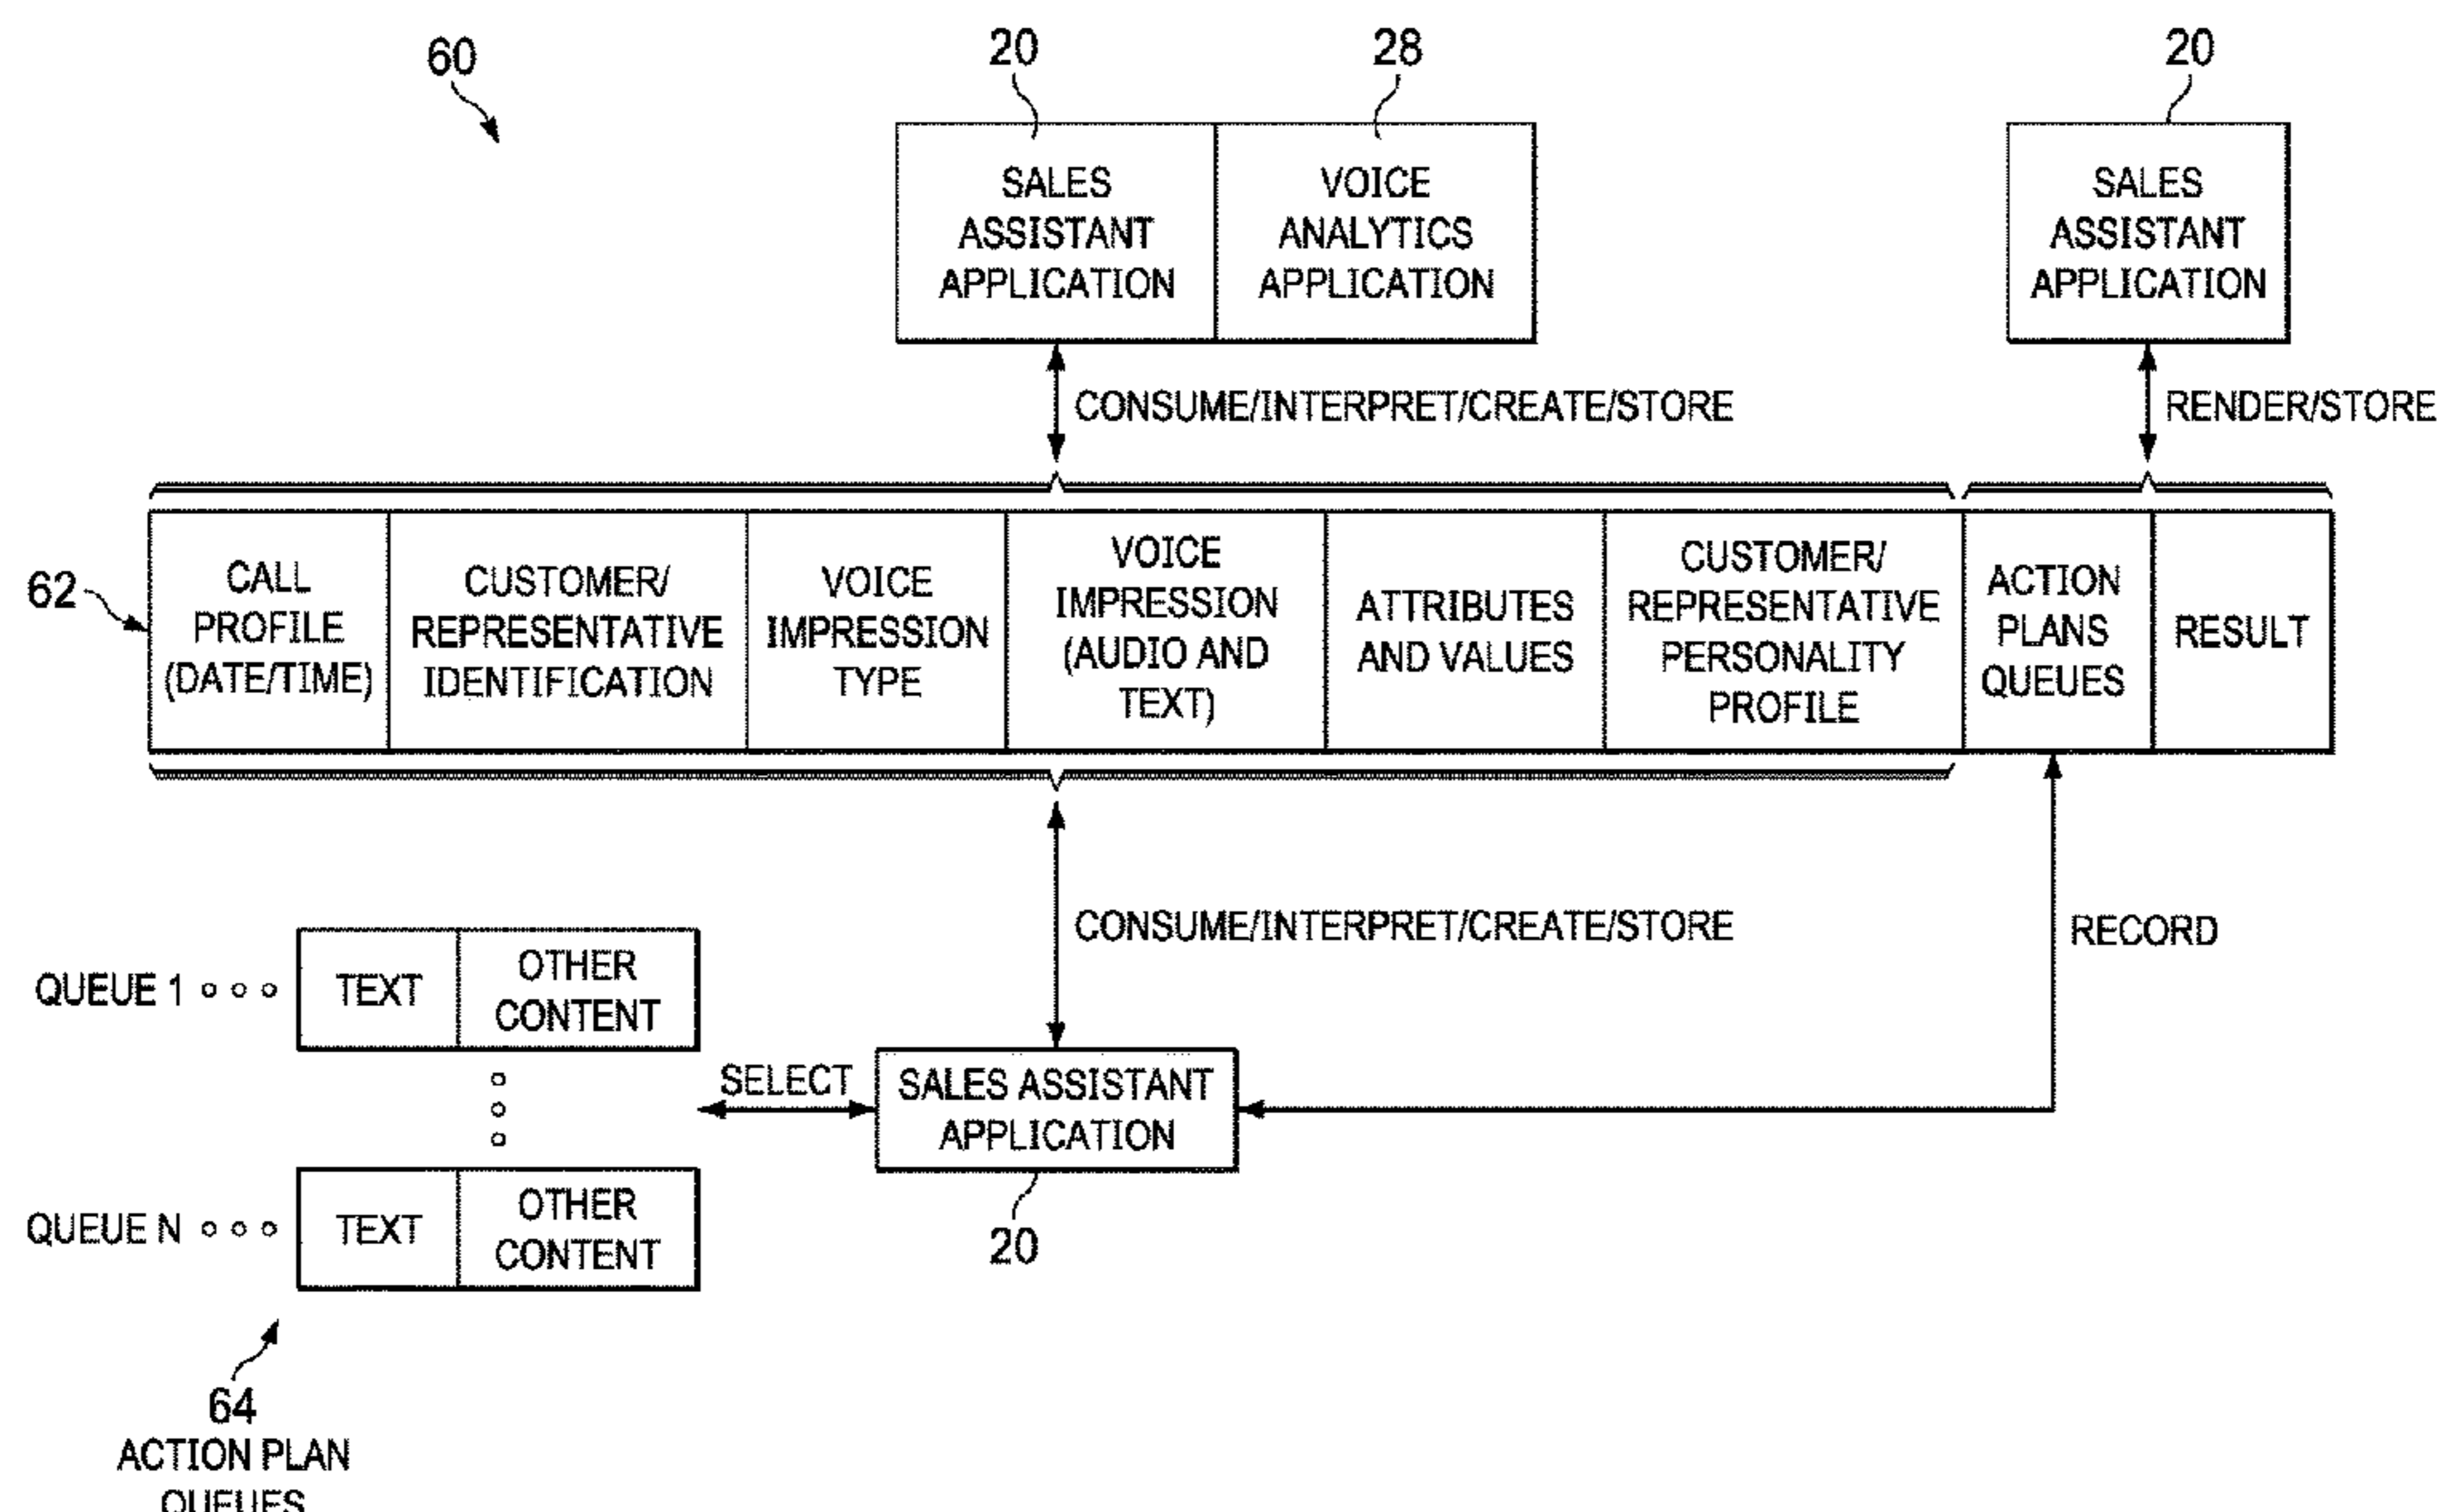 60
20
28
20
SALES
ASSISTANT
APPLICATION
VOICE
ANALYTICS
APPLICATION
SALES
ASSISTANT
APPLICATION
CONSUME/INTERPRET/CREATE/STORE
RENDER/STORE
62
CALL
PROFILE
(DATE/TIME)
CUSTOMER/
REPRESENTATIVE
IDENTIFICATION
VOICE
IMPRESSION
TYPE
VOICE
IMPRESSION
(AUDIO AND
TEXT)
ATTRIBUTES
AND VALUES
CUSTOMER/
REPRESENTATIVE
PERSONALITY
PROFILE
ACTION
PLANS
QUEUES
RESULT
CONSUME/INTERPRET/CREATE/STORE
RECORD
QUEUE 1
TEXT
OTHER
CONTENT
SELECT
SALES ASSISTANT
APPLICATION
20
QUEUE N
TEXT
OTHER
CONTENT
64
ACTION PLAN
QUEUES